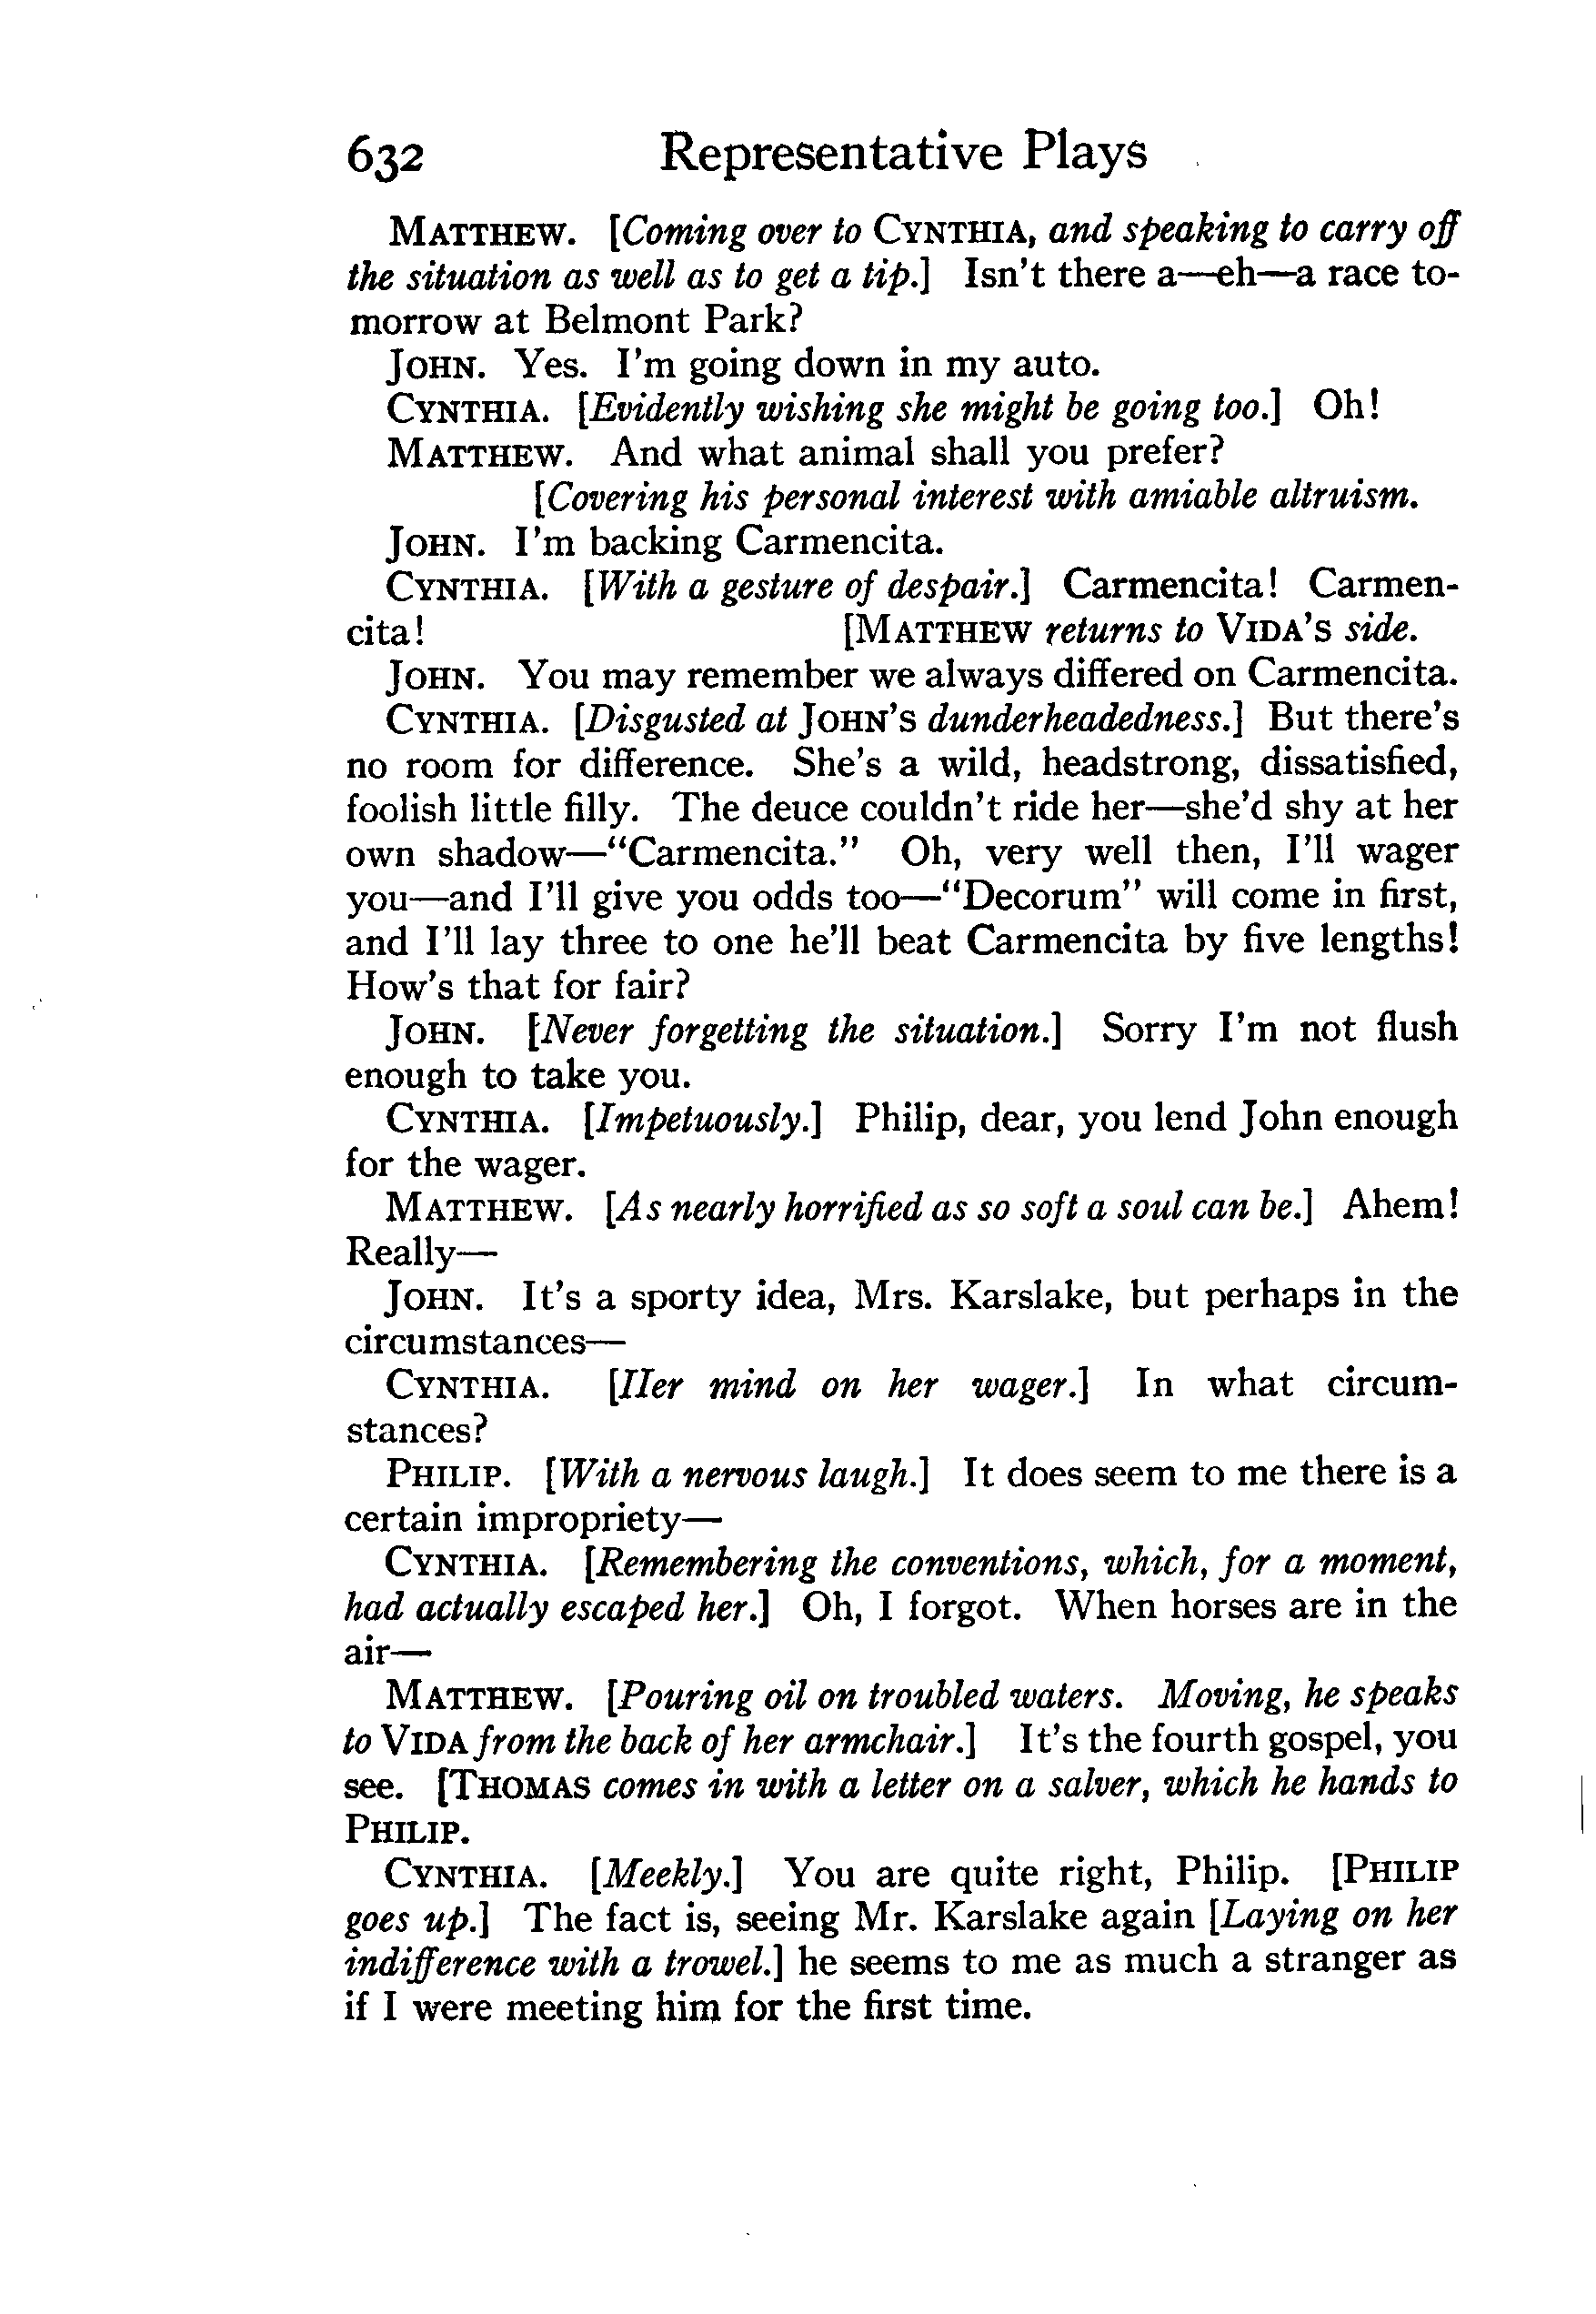 632 Representative Plays
MATTHEW. [Coming over to CYNTHIA, and speaking to carry off
the situation as well as to get a tip.] Isn't there a—eh—a race to-
morrow at Belmont Park?
JOHN. Yes. I'm going down in my auto.
CYNTHIA. [Evidently wishing she might be going too.] Oh!
MATTHEW. And what animal shall you prefer?
[Covering his personal interest with amiable altruism.
JOHN. I'm backing Carmencita.
CYNTHIA. [With a gesture of despair.] Carmencita! Carmen-
cita! [MATTHEW returns to VIDA'S side.
JOHN. You may remember we always differed on Carmencita.
CYNTHIA. [Disgusted at JOHN'S dunderheadedness.] But there's
no room for difference. She's a wild, headstrong, dissatisfied,
foolish little filly. The deuce couldn't ride her—she'd shy at her
own shadow—"Carmencita." Oh, very well then, I'll wager
you—and I'll give you odds too—"Decorum" will come in first,
and I'll lay three to one he'll beat Carmencita by five lengths!
How's that for fair?
JOHN. [Never forgetting the situation.] Sorry I'm not flush
enough to take you.
CYNTHIA. [Impetuously.] Philip, dear, you lend John enough
for the wager.
MATTHEW. [As nearly horrified as so soft a soul can be.] Ahem!
Really—
JOHN. It's a sporty idea, Mrs. Karslake, but perhaps in the
circumstances—
CYNTHIA. [Her mind on her wager.] In what circum-
stances?
PHILIP. [With a nervous laugh.] It does seem to me there is a
certain impropriety—
CYNTHIA. [Remembering the conventions, which, for a moment,
had actually escaped her.] Oh, I forgot. When horses are in the
air—
MATTHEW. [Pouring oil on troubled waters. Moving, he speaks
to VIDA from the back of her armchair.] It's the fourth gospel, you
see. [THOMAS comes in with a letter on a salver, which he hands to
PHILIP.
CYNTHIA. [Meekly.] You are quite right, Philip. [PHILIP
goes up.] The fact is, seeing Mr. Karslake again [Laying on her
indifference with a trowel.] he seems to me as much a stranger as
if I were meeting him for the first time.